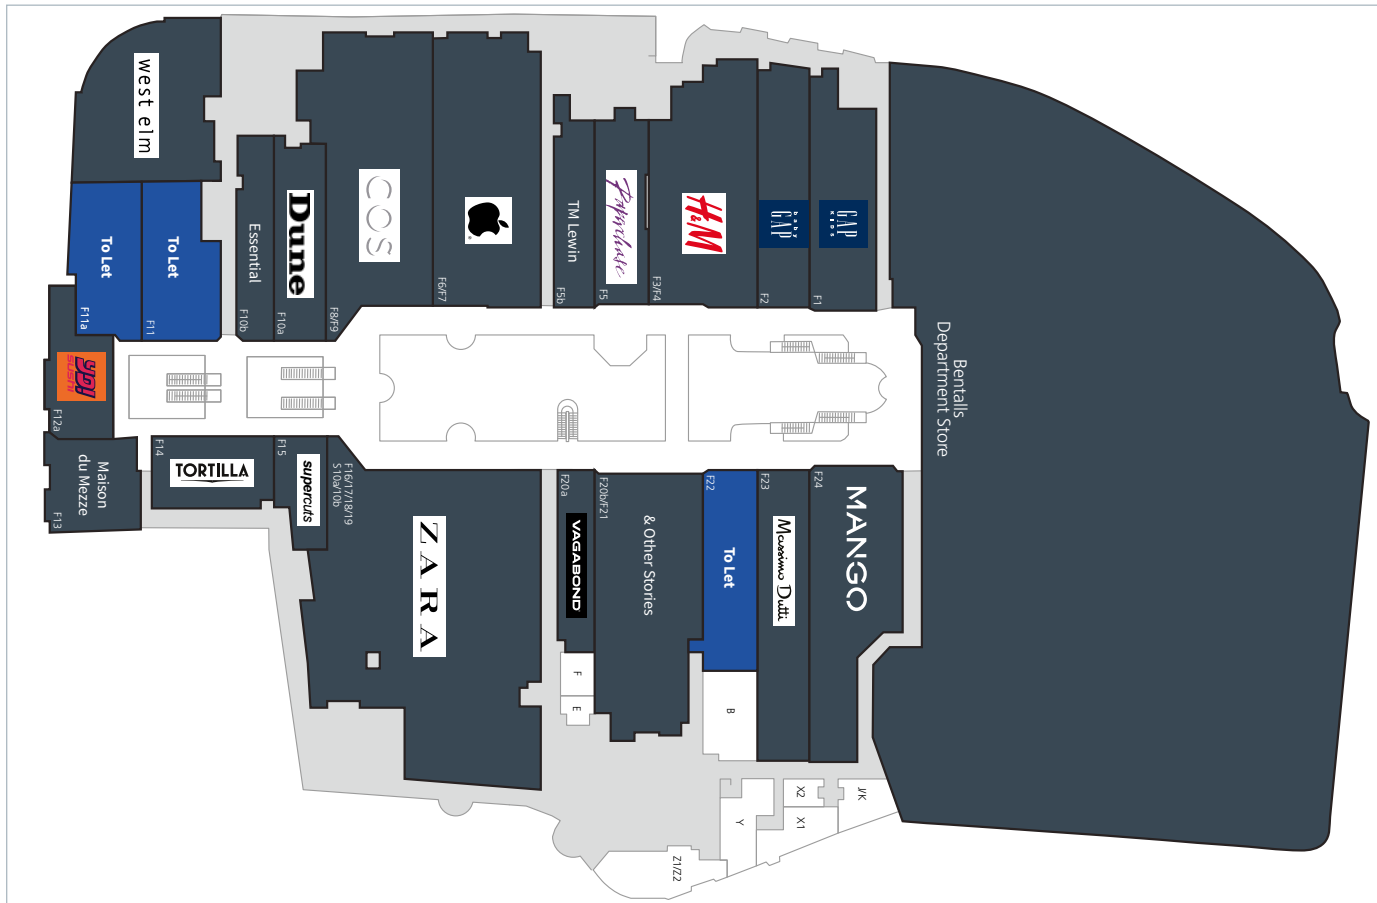 west elm
To Let
F11a
To Let
F11
Essential
F10b
Dune
F10a
COS
F8/F9
F6/F7
TM Lewin
F5b
Paperchase
F5
H&M
F3/F4
baby
GAP
F2
GAP
KIDS
F1
Bentalls
Department Store
YO!
SUSHI
F12a
Maison
du Mezze
F13
F14
TORTILLA
F15
supercuts
F16/17/18/19
S10a/10b
ZARA
F20a
VAGABOND
F20b/F21
& Other Stories
F22
To Let
F23
Massimo Dutti
F24
MANGO
F
E
B
Y
X2
X1
J/K
Z1/Z2